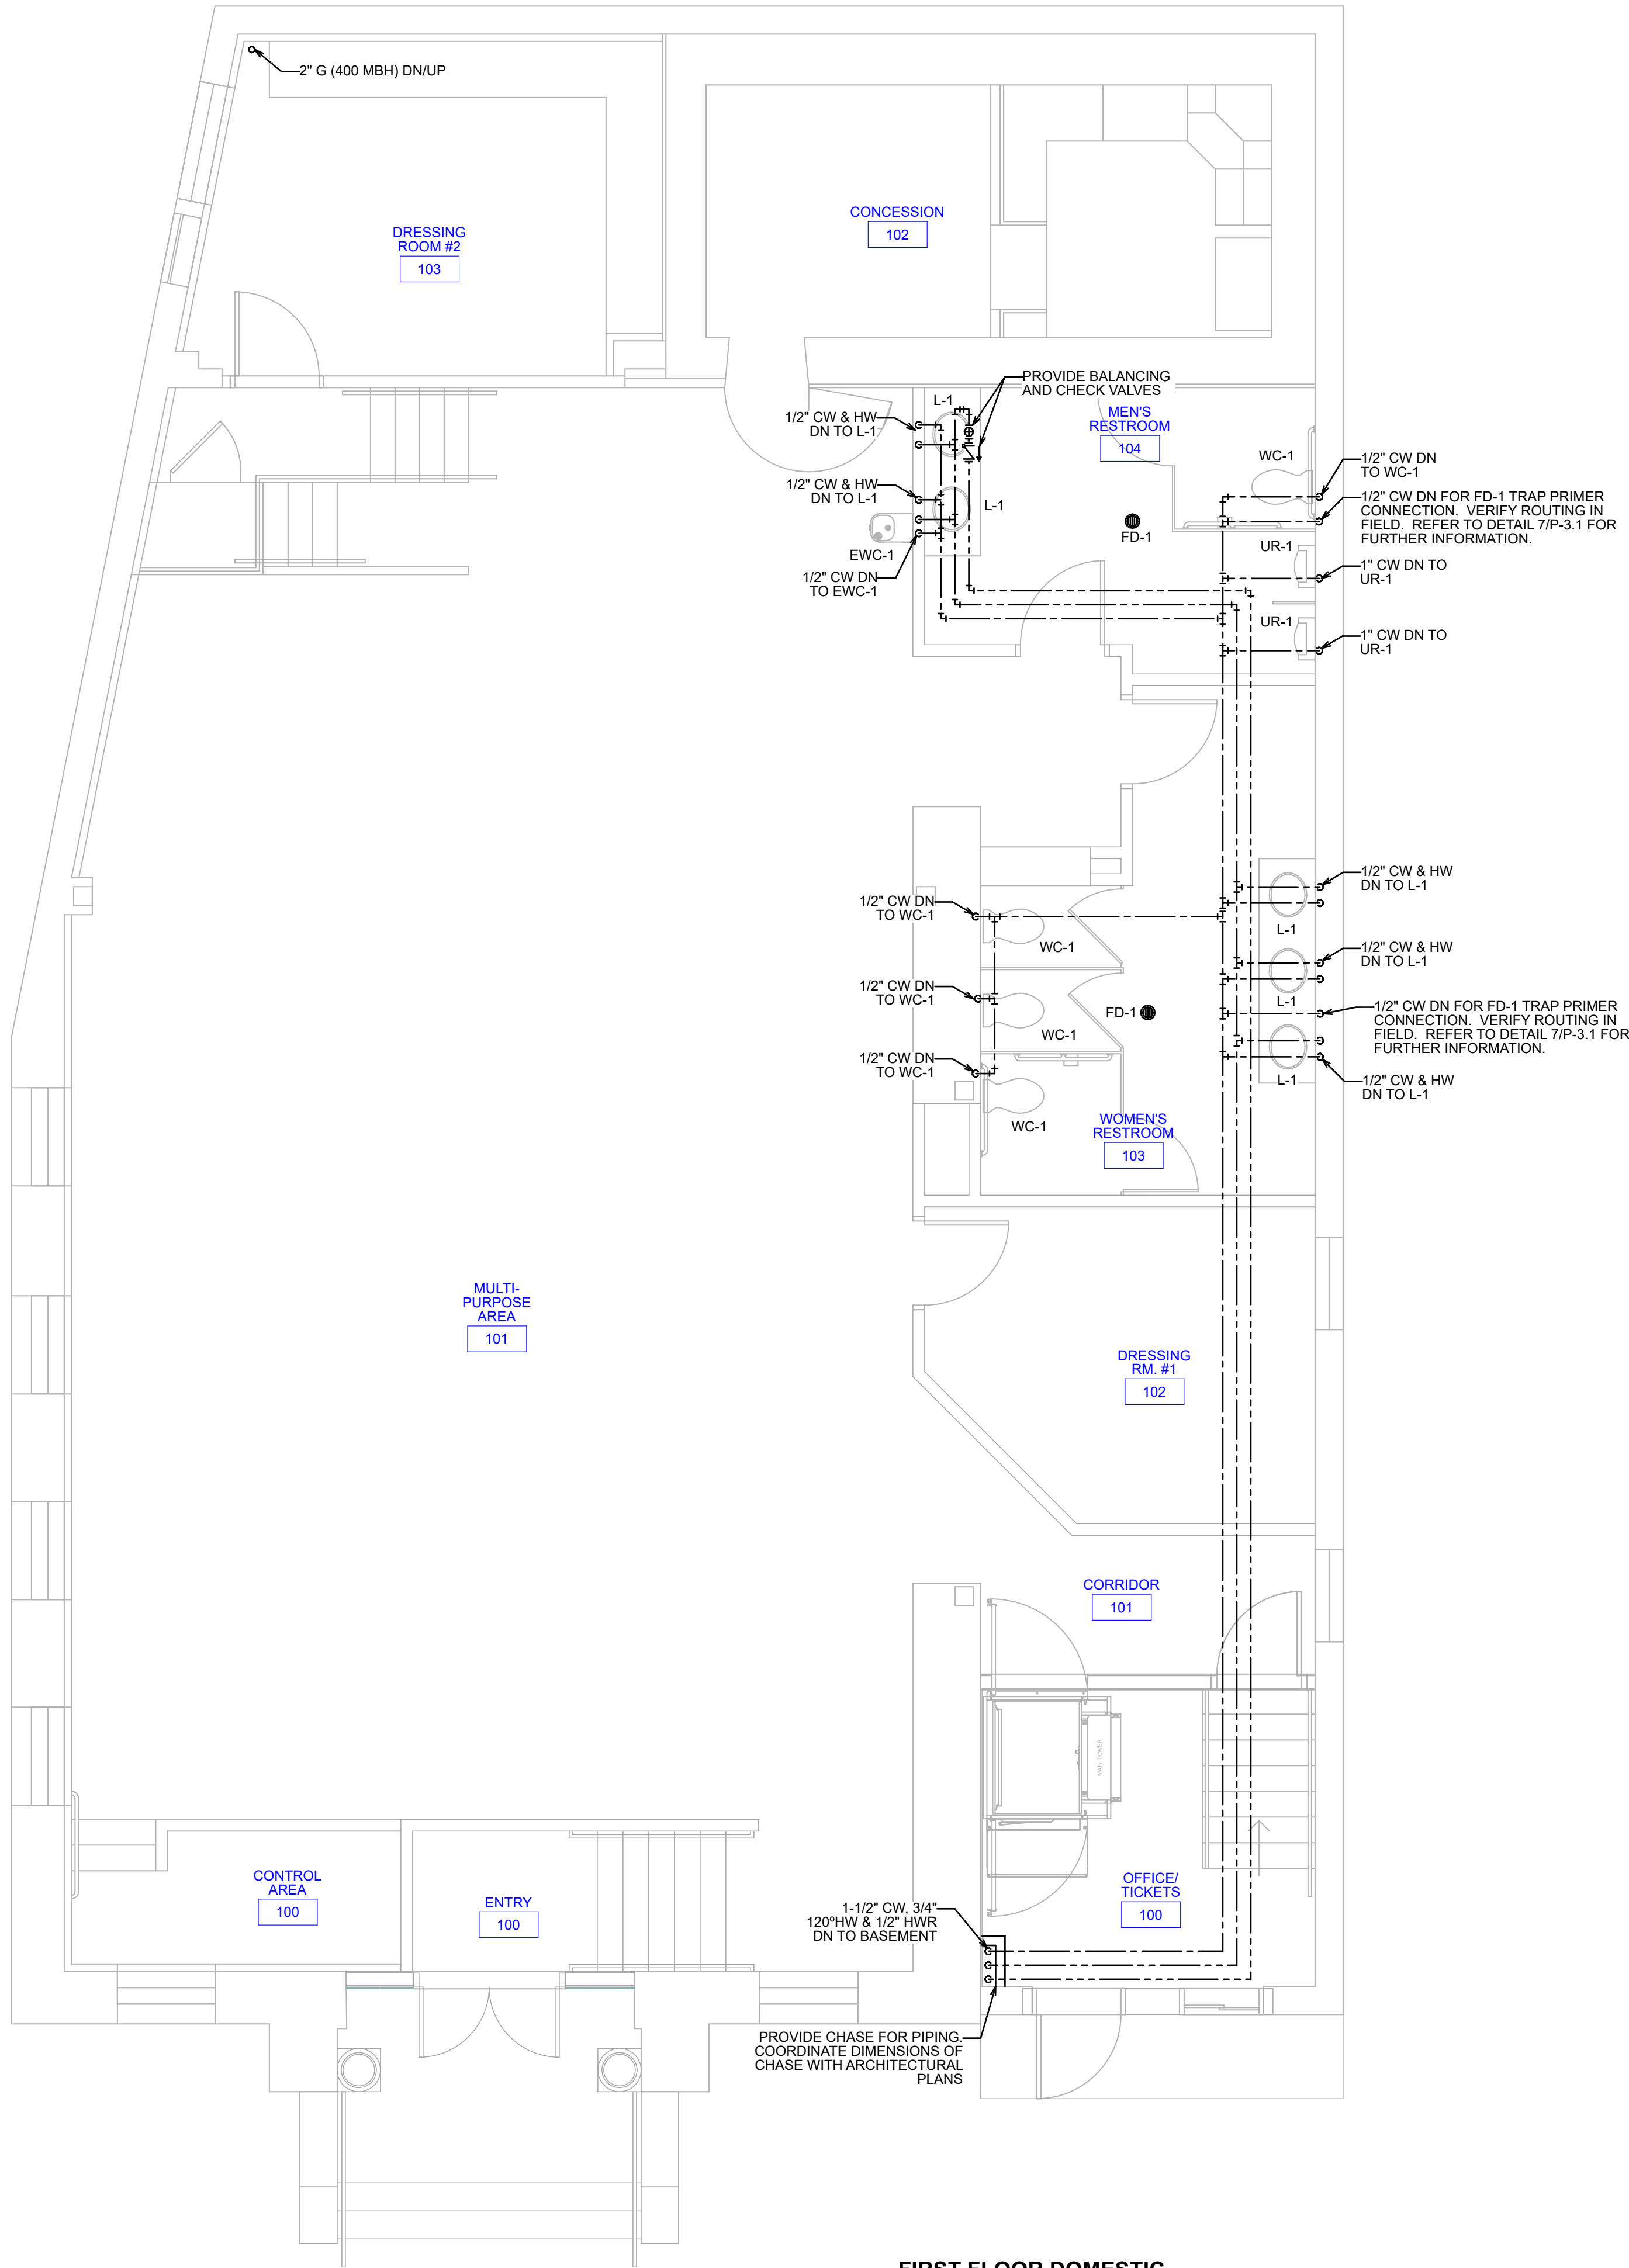 2" G (400 MBH) DN/UP
DRESSING
ROOM #2
103
CONCESSION
102
PROVIDE BALANCING
AND CHECK VALVES
L-1
1/2" CW & HW
DN TO L-1
MEN'S
RESTROOM
104
WC-1
1/2" CW DN
TO WC-1
1/2" CW & HW
DN TO L-1
L-1
1/2" CW DN FOR FD-1 TRAP PRIMER
CONNECTION. VERIFY ROUTING IN
FIELD. REFER TO DETAIL 7/P-3.1 FOR
FURTHER INFORMATION.
FD-1
UR-1
EWC-1
1/2" CW DN
TO EWC-1
1" CW DN TO
UR-1
UR-1
1" CW DN TO
UR-1
1/2" CW & HW
DN TO L-1
1/2" CW DN
TO WC-1
L-1
WC-1
1/2" CW & HW
DN TO L-1
1/2" CW DN
TO WC-1
L-1
FD-1
1/2" CW DN FOR FD-1 TRAP PRIMER
CONNECTION. VERIFY ROUTING IN
FIELD. REFER TO DETAIL 7/P-3.1 FOR
FURTHER INFORMATION.
WC-1
1/2" CW DN
TO WC-1
L-1
1/2" CW & HW
DN TO L-1
WC-1
WOMEN'S
RESTROOM
103
MULTI-
PURPOSE
AREA
101
DRESSING
RM. #1
102
CORRIDOR
101
MAIN TOWER
CONTROL
AREA
100
ENTRY
100
OFFICE/
TICKETS
100
1-1/2" CW, 3/4"
120ºHW & 1/2" HWR
DN TO BASEMENT
PROVIDE CHASE FOR PIPING.
COORDINATE DIMENSIONS OF
CHASE WITH ARCHITECTURAL
PLANS
FIRST FLOOR DOMESTIC